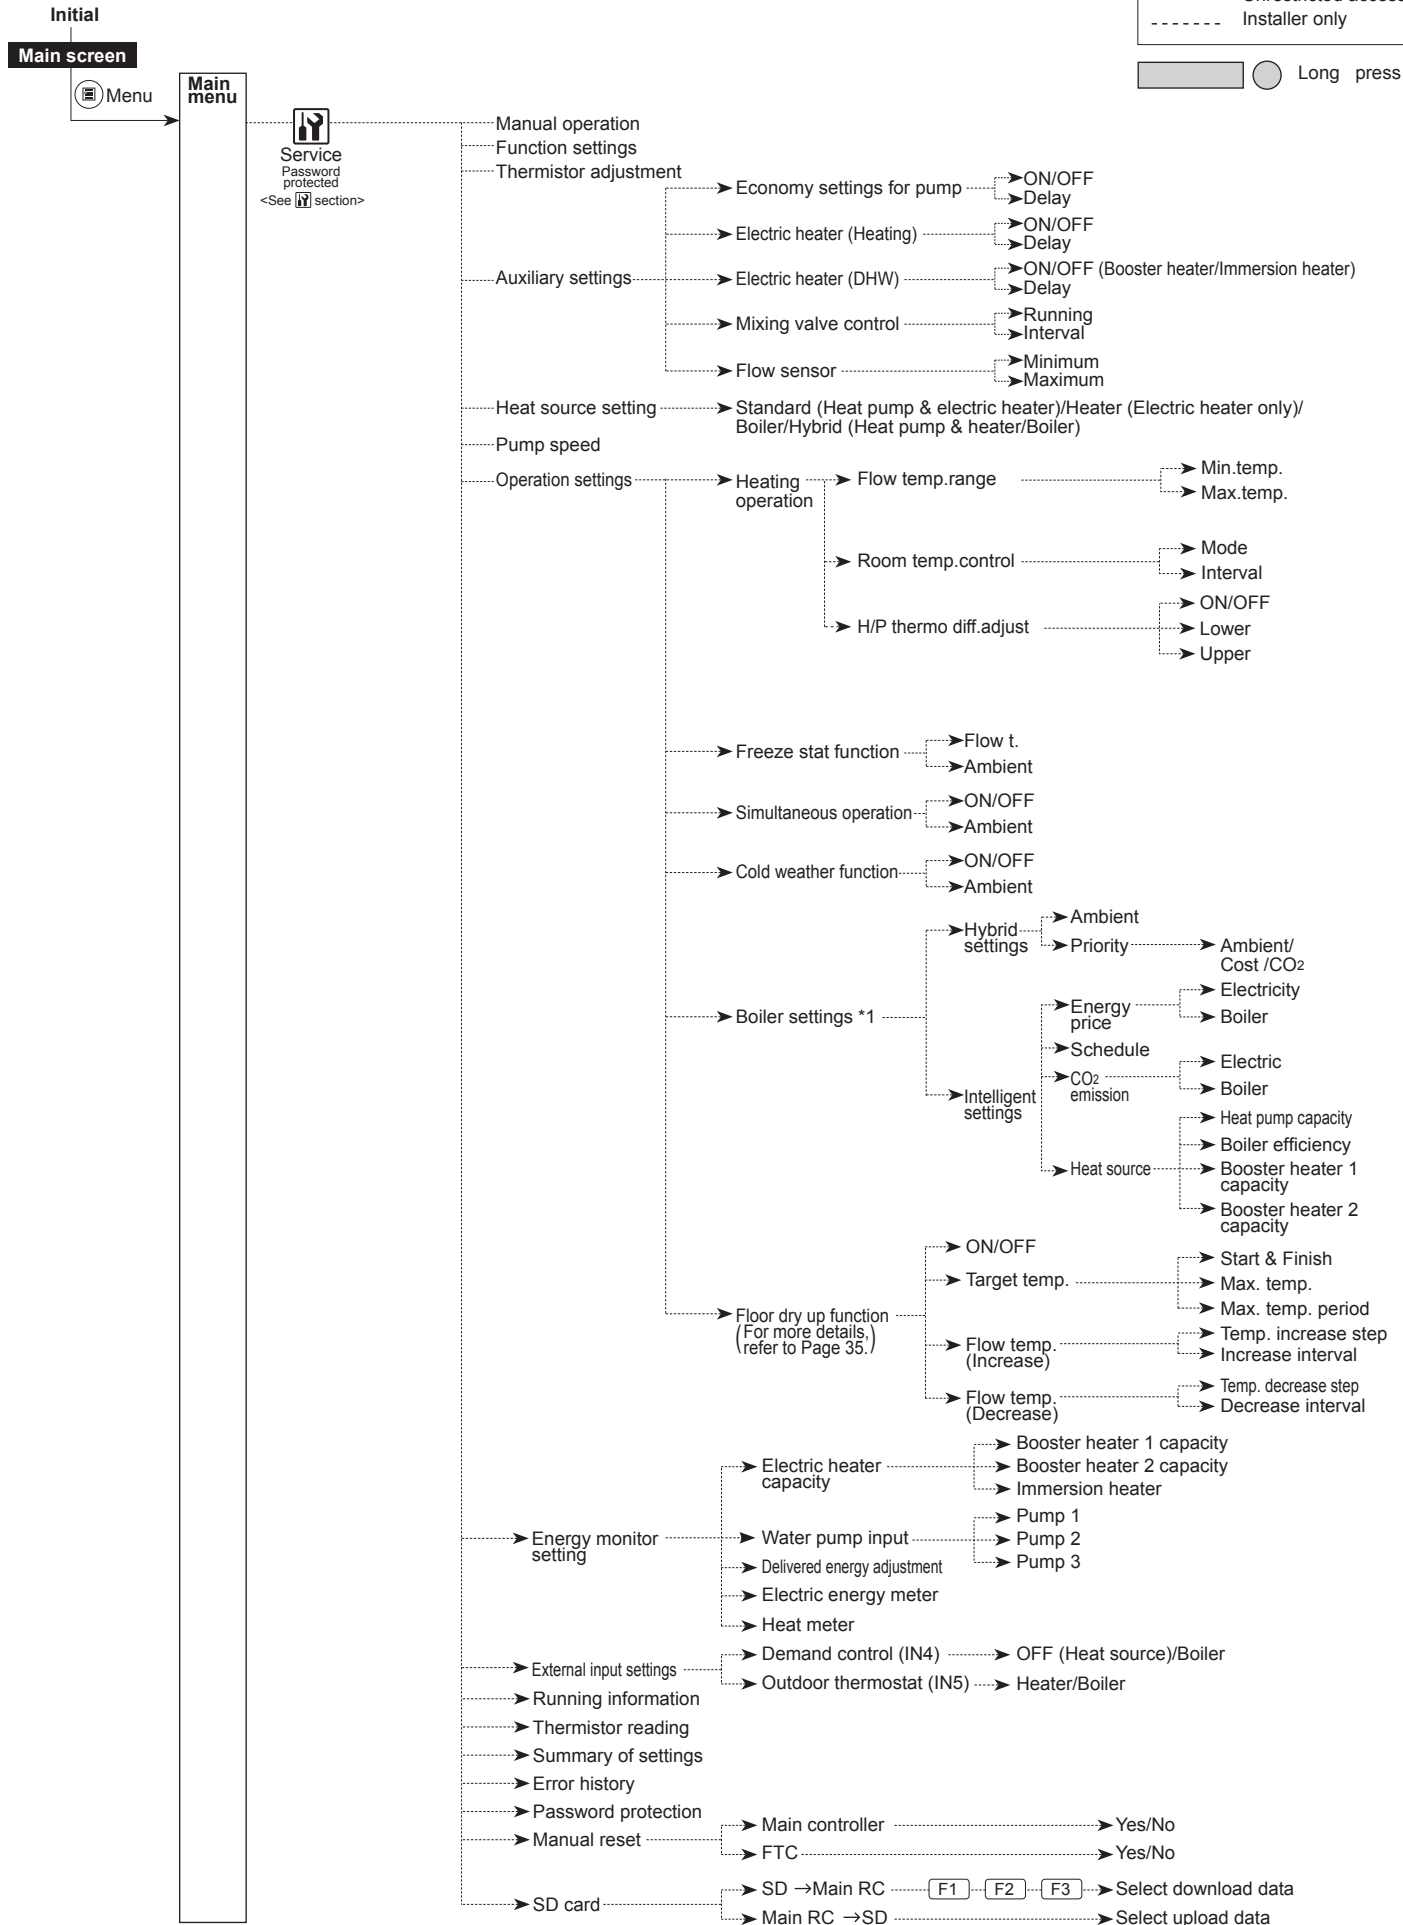 Initial
Main screen
Menu
Main
menu
Installer only
Long press
Service
Password
protected
<See section>
Manual operation
Function settings
Thermistor adjustment
Auxiliary settings
Economy settings for pump
ON/OFF
Delay
Electric heater (Heating)
ON/OFF
Delay
Electric heater (DHW)
ON/OFF (Booster heater/Immersion heater)
Delay
Mixing valve control
Running
Interval
Flow sensor
Minimum
Maximum
Heat source setting
Standard (Heat pump & electric heater)/Heater (Electric heater only)/
Boiler/Hybrid (Heat pump & heater/Boiler)
Pump speed
Operation settings
Heating
operation
Flow temp.range
Min.temp.
Max.temp.
Room temp.control
Mode
Interval
H/P thermo diff.adjust
ON/OFF
Lower
Upper
Freeze stat function
Flow t.
Ambient
Simultaneous operation
ON/OFF
Ambient
Cold weather function
ON/OFF
Ambient
Boiler settings *1
Hybrid
settings
Ambient
Priority
Ambient/
Cost /CO2
Intelligent
settings
Energy
price
Electricity
Boiler
Schedule
CO2
emission
Electric
Boiler
Heat source
Heat pump capacity
Boiler efficiency
Booster heater 1
capacity
Booster heater 2
capacity
Floor dry up function
(For more details,
refer to Page 35.)
ON/OFF
Target temp.
Start & Finish
Max. temp.
Max. temp. period
Flow temp.
(Increase)
Temp. increase step
Increase interval
Flow temp.
(Decrease)
Temp. decrease step
Decrease interval
Energy monitor
setting
Electric heater
capacity
Booster heater 1 capacity
Booster heater 2 capacity
Immersion heater
Water pump input
Pump 1
Pump 2
Pump 3
Delivered energy adjustment
Electric energy meter
Heat meter
External input settings
Demand control (IN4)
OFF (Heat source)/Boiler
Outdoor thermostat (IN5)
Heater/Boiler
Running information
Thermistor reading
Summary of settings
Error history
Password protection
Manual reset
Main controller
Yes/No
FTC
Yes/No
SD card
SD →Main RC
F1
F2
F3
Select download data
Main RC →SD
Select upload data